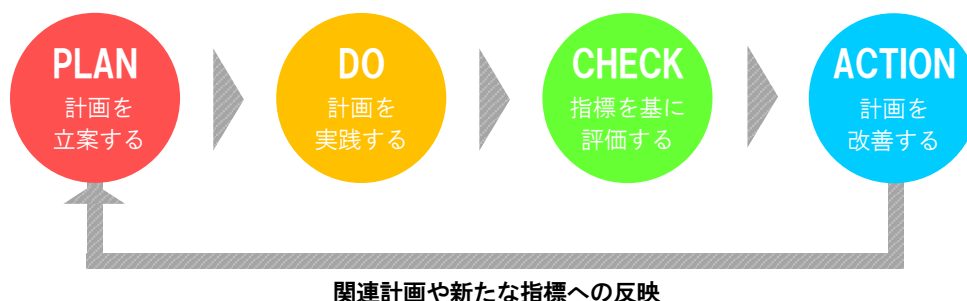 PLAN
計画を
立案する
DO
計画を
実践する
CHECK
指標を基に
評価する
ACTION
計画を
改善する
関連計画や新たな指標への反映